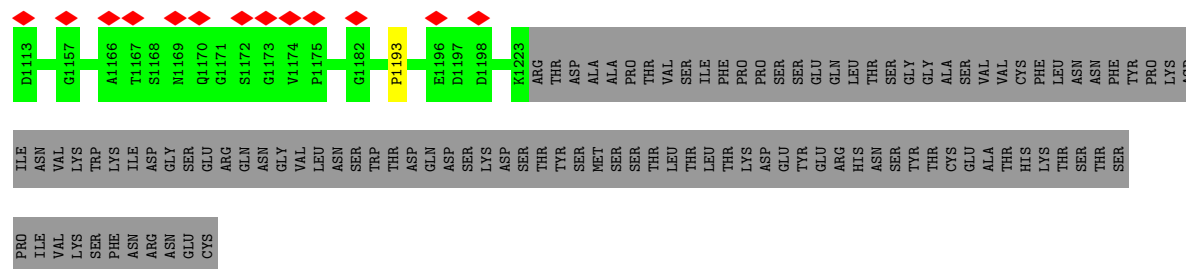 D1113 G1157 A1166 T1167 S1168 N1169 Q1170 G1171 S1172 G1173 V1174 P1175 G1182 P1193 E1196 D1197 D1198 K1223 ARG THR ASP ALA ALA PRO THR VAL SER ILE PHE PRO PRO SER SER GLU GLN LEU THR SER GLY GLY ALA SER VAL VAL CYS PHE LEU ASN ASN PHE TYR PRO LYS
ILE ASN VAL LYS TRP LYS ILE ASP GLY SER GLU ARG GLN ASN GLY VAL LEU ASN SER TRP THR ASP GLN ASP SER LYS ASP SER THR TYR SER MET SER SER THR LEU THR LEU THR LYS ASP GLU TYR GLU ARG HIS ASN SER TYR THR CYS GLU ALA THR HIS LYS THR SER THR SER
PRO ILE VAL LYS SER PHE ASN ARG ASN GLU CYS